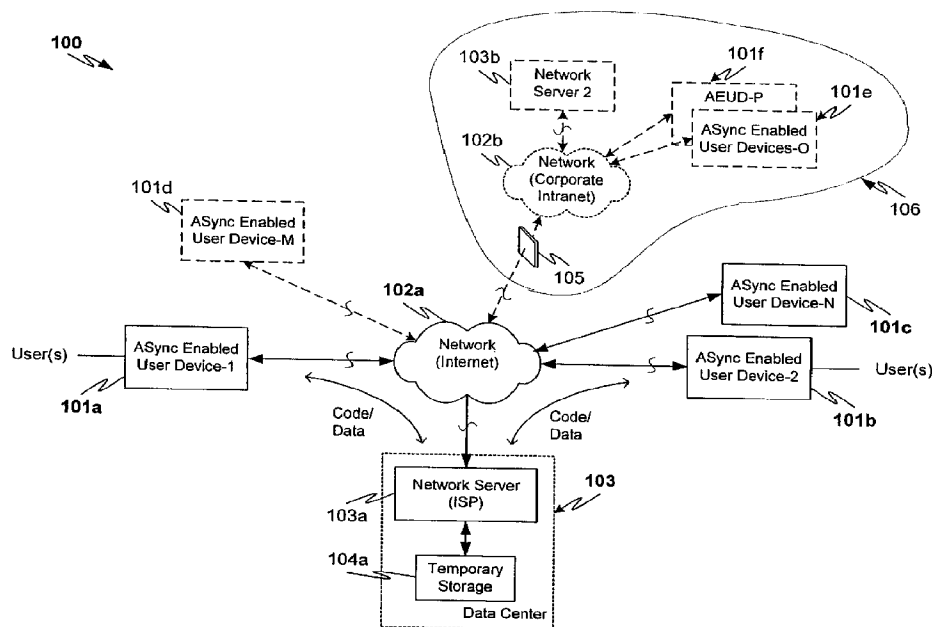 100
103b
Network
Server 2
101f
AEUD-P
101e
ASync Enabled
User Devices-O
102b
Network
(Corporate
Intranet)
106
101d
ASync Enabled
User Device-M
105
102a
Network
(Internet)
ASync Enabled
User Device-N
101c
User(s)
ASync Enabled
User Device-1
101a
ASync Enabled
User Device-2
User(s)
101b
Code/
Data
Code/
Data
Network Server
(ISP)
103a
103
104a
Temporary
Storage
Data Center